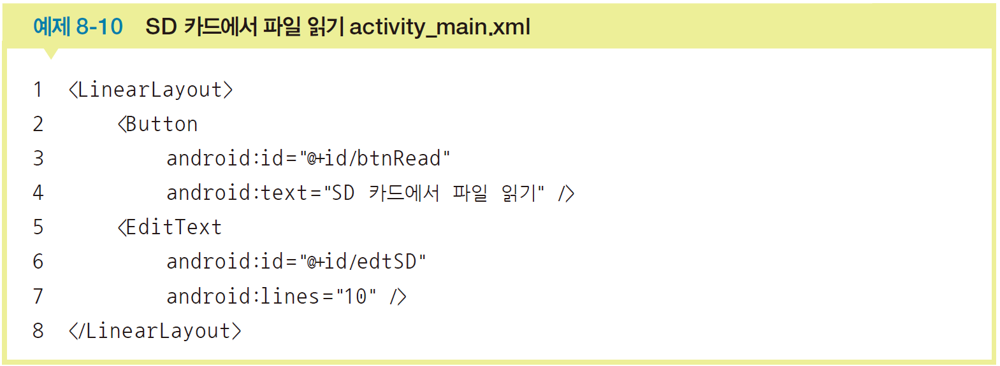 예제 8-10 SD 카드에서 파일 읽기 activity_main.xml
1 <LinearLayout>
2 <Button
3 android:id="@+id/btnRead"
4 android:text="SD 카드에서 파일 읽기" />
5 <EditText
6 android:id="@+id/edtSD"
7 android:lines="10" />
8 </LinearLayout>